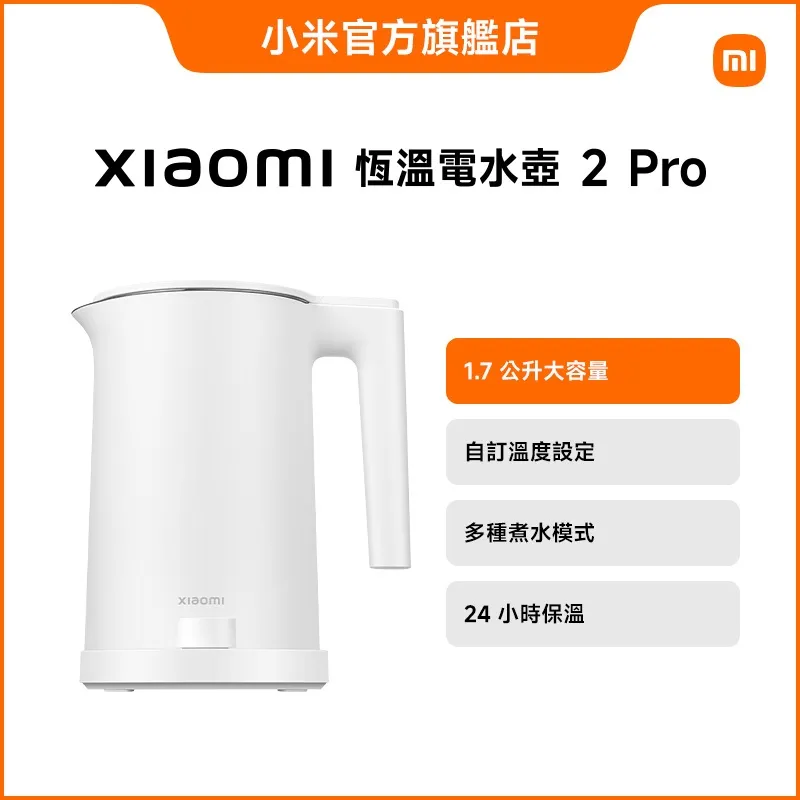 小米官方旗艦店
mi
xiaomi 恆溫電水壺 2 Pro
1.7 公升大容量
自訂溫度設定
多種煮水模式
24 小時保溫
xiaomi